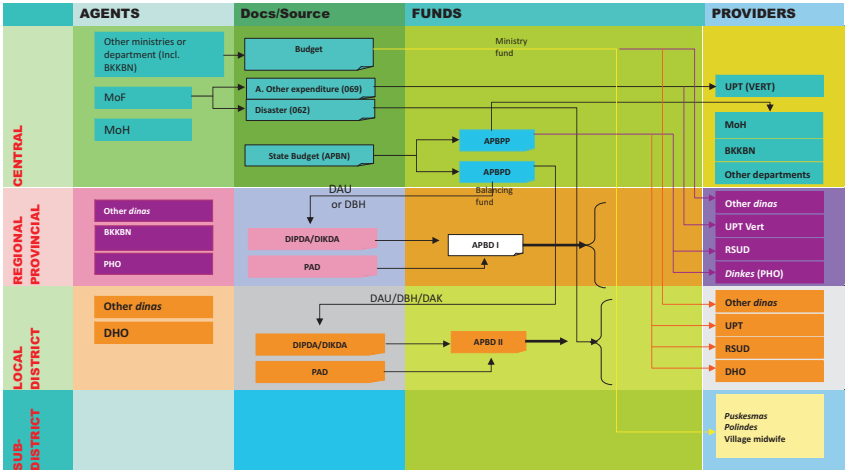 AGENTS
Docs/Source
FUNDS
PROVIDERS
CENTRAL
Other ministries or
department (Incl.
BKKBN)
MoF
MoH
Budget
A. Other expenditure (069)
Disaster (062)
State Budget (APBN)
Ministry
fund
APBPP
APBPD
Balancing
fund
UPT (VERT)
MoH
BKKBN
Other departments
REGIONAL
PROVINCIAL
Other dinas
BKKBN
PHO
DAU
or DBH
DIPDA/DIKDA
PAD
APBD I
Other dinas
UPT Vert
RSUD
Dinkes (PHO)
LOCAL
DISTRICT
Other dinas
DHO
DAU/DBH/DAK
DIPDA/DIKDA
PAD
APBD II
Other dinas
UPT
RSUD
DHO
SUB-
DISTRICT
Puskesmas
Polindes
Village midwife